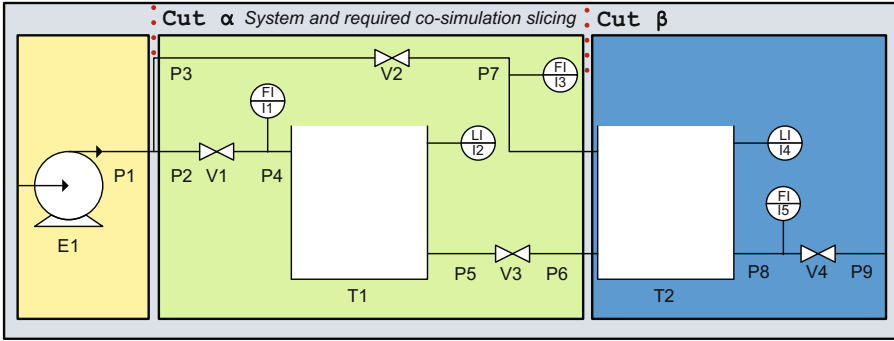 Cut α System and required co-simulation slicing Cut β
P3
V2
P7
FI
I3
FI
I1
LI
I2
LI
I4
P1
P2
V1
P4
FI
I5
E1
P5
V3
P6
P8
V4
P9
T1
T2